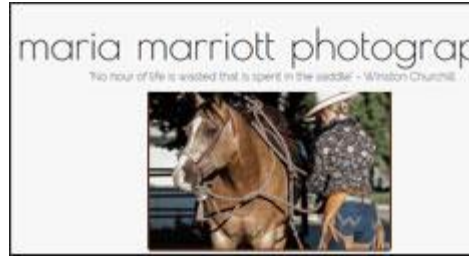 maria marriott photograp
"No hour of life is wasted that is spent in the saddle" - Winston Churchill